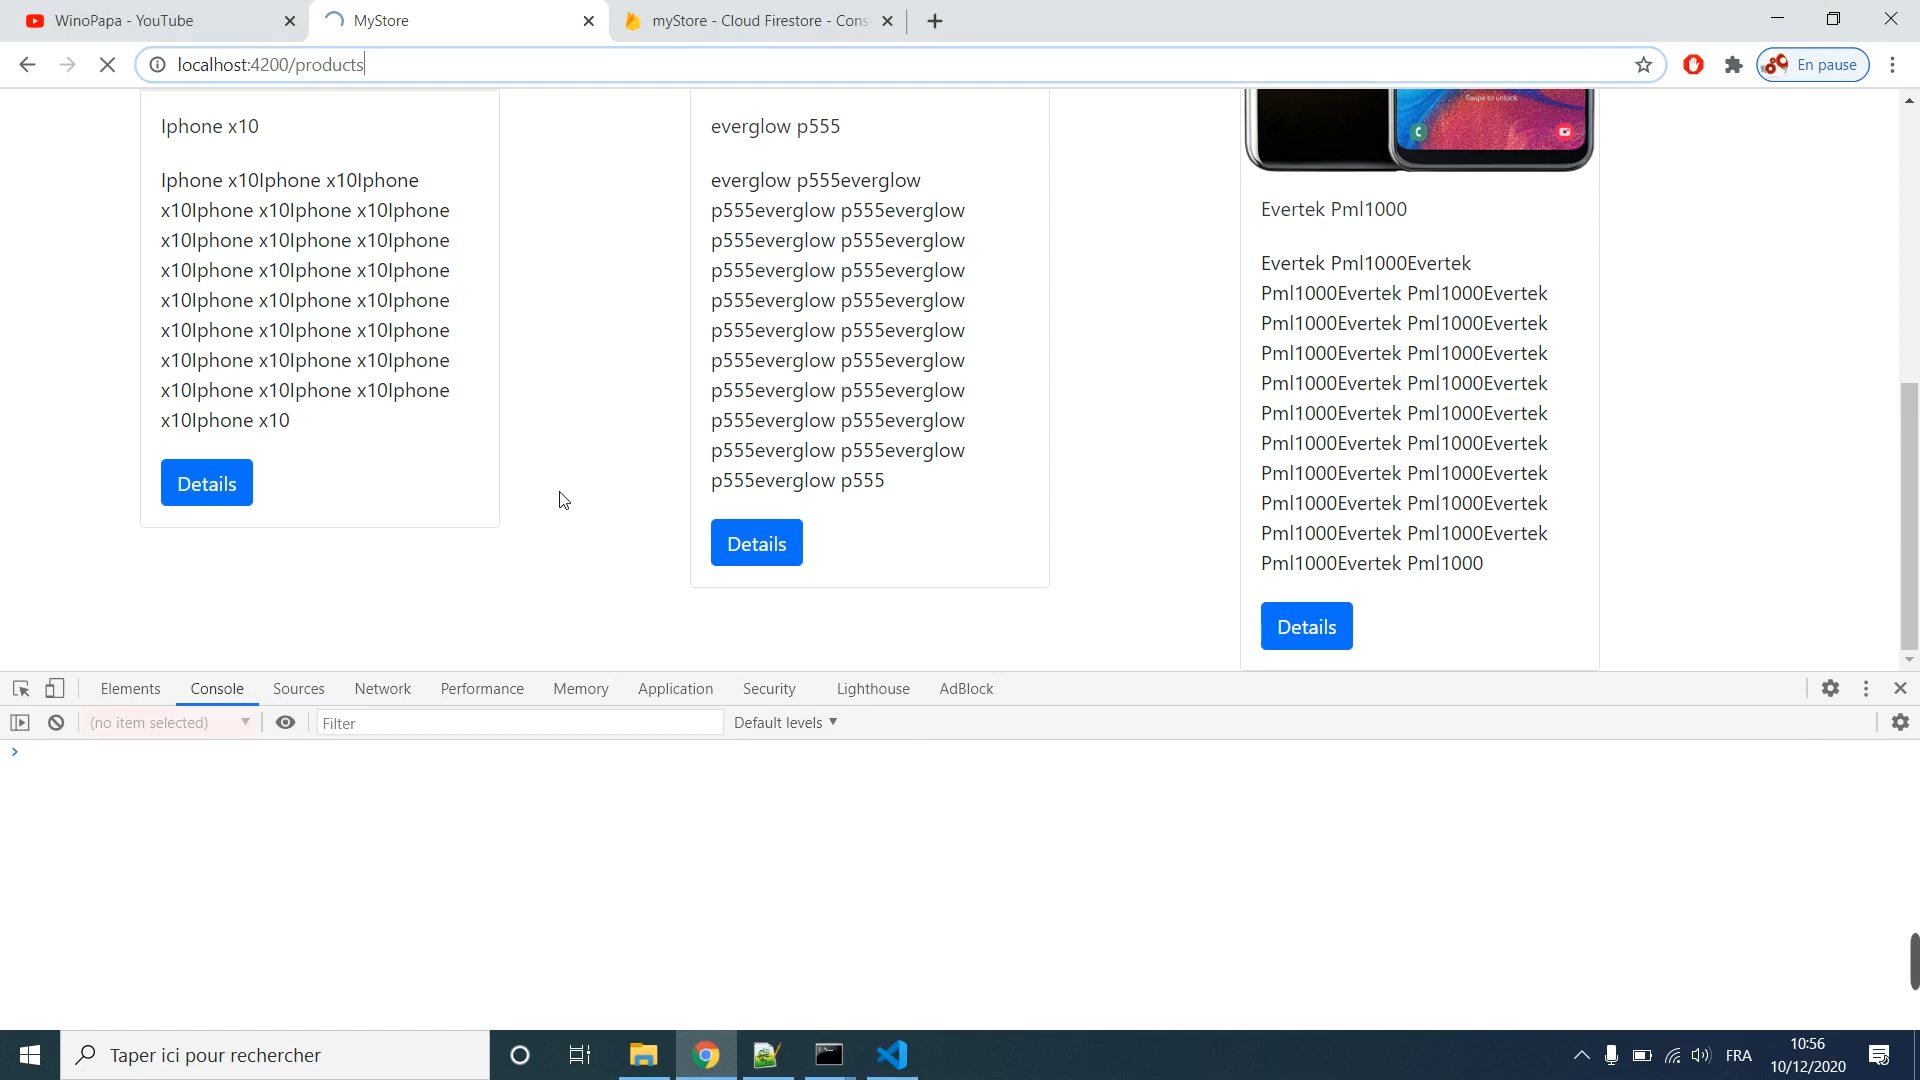 WinoPapa - YouTube
MyStore
myStore - Cloud Firestore - Cons
localhost:4200/products
En pause
Swipe to unlock
Iphone x10
Iphone x10Iphone x10Iphone
x10Iphone x10Iphone x10Iphone
x10Iphone x10Iphone x10Iphone
x10Iphone x10Iphone x10Iphone
x10Iphone x10Iphone x10Iphone
x10Iphone x10Iphone x10Iphone
x10Iphone x10Iphone x10Iphone
x10Iphone x10Iphone x10Iphone
x10Iphone x10
Details
everglow p555
everglow p555everglow
p555everglow p555everglow
p555everglow p555everglow
p555everglow p555everglow
p555everglow p555everglow
p555everglow p555everglow
p555everglow p555everglow
p555everglow p555everglow
p555everglow p555everglow
p555everglow p555everglow
p555everglow p555
Details
Evertek Pml1000
Evertek Pml1000Evertek
Pml1000Evertek Pml1000Evertek
Pml1000Evertek Pml1000Evertek
Pml1000Evertek Pml1000Evertek
Pml1000Evertek Pml1000Evertek
Pml1000Evertek Pml1000Evertek
Pml1000Evertek Pml1000Evertek
Pml1000Evertek Pml1000Evertek
Pml1000Evertek Pml1000Evertek
Pml1000Evertek Pml1000Evertek
Pml1000Evertek Pml1000
Details
Elements Console Sources Network Performance Memory Application Security Lighthouse AdBlock
(no item selected) Filter Default levels
Taper ici pour rechercher
FRA
10:56
10/12/2020